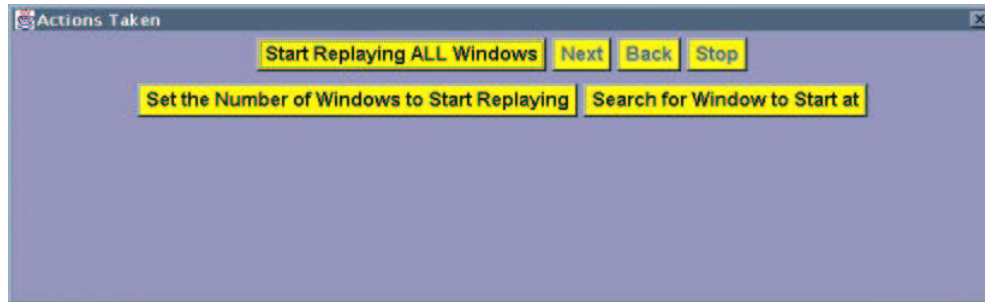 Actions Taken
Start Replaying ALL Windows Next Back Stop
Set the Number of Windows to Start Replaying Search for Window to Start at